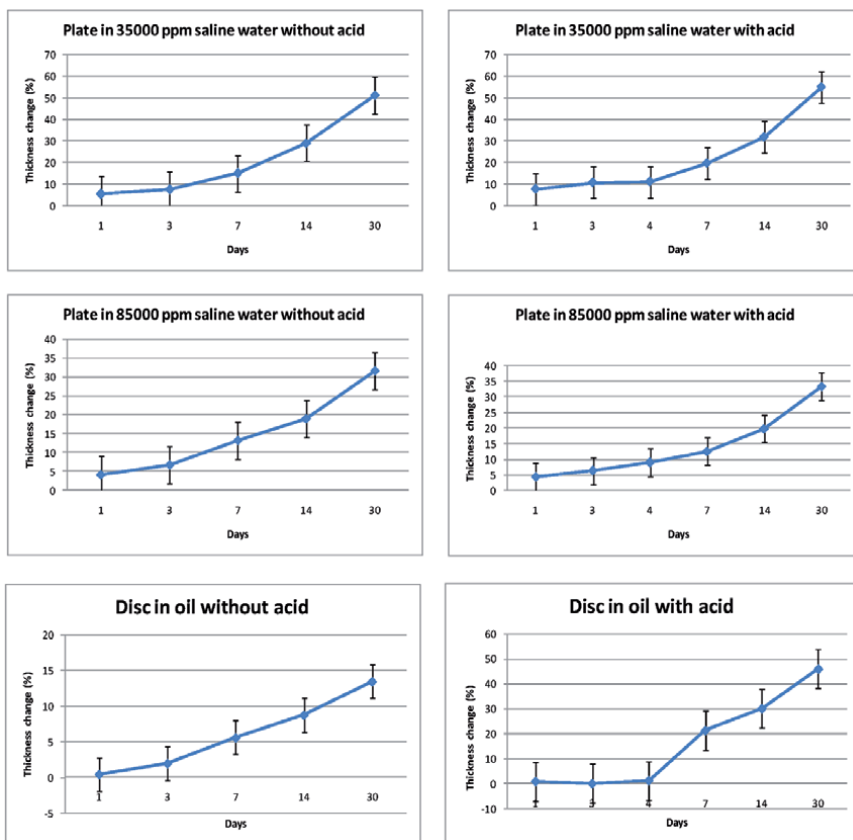 Plate in 35000 ppm saline water without acid
Thickness change (%)
70
60
50
40
30
20
10
0
1 3 7 14 30
Days
Plate in 35000 ppm saline water with acid
Thickness change (%)
70
60
50
40
30
20
10
0
1 3 4 7 14 30
Days
Plate in 85000 ppm saline water without acid
Thickness change (%)
40
35
30
25
20
15
10
5
0
1 3 7 14 30
Days
Plate in 85000 ppm saline water with acid
Thickness change (%)
40
35
30
25
20
15
10
5
0
1 3 4 7 14 30
Days
Disc in oil without acid
Thickness change (%)
20
15
10
5
0
-5
1 3 7 14 30
Days
Disc in oil with acid
Thickness change (%)
60
50
40
30
20
10
0
-10
1 3 4 7 14 30
Days